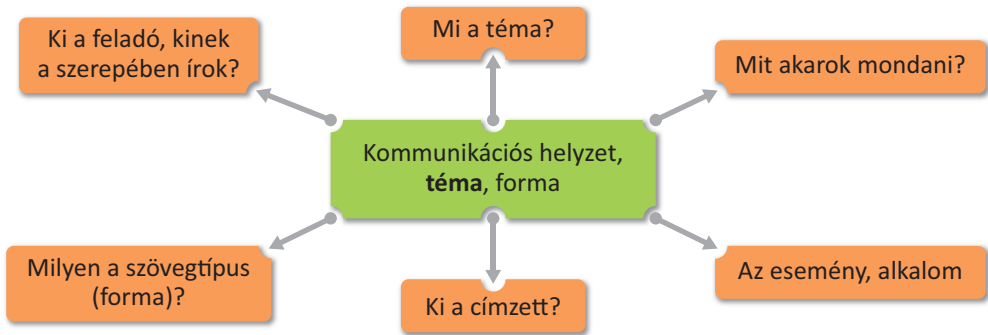 Ki a feladó, kinek
a szerepében írok?
Mi a téma?
Mit akarok mondani?
Kommunikációs helyzet,
téma, forma
Milyen a szövegtípus
(forma)?
Ki a címzett?
Az esemény, alkalom